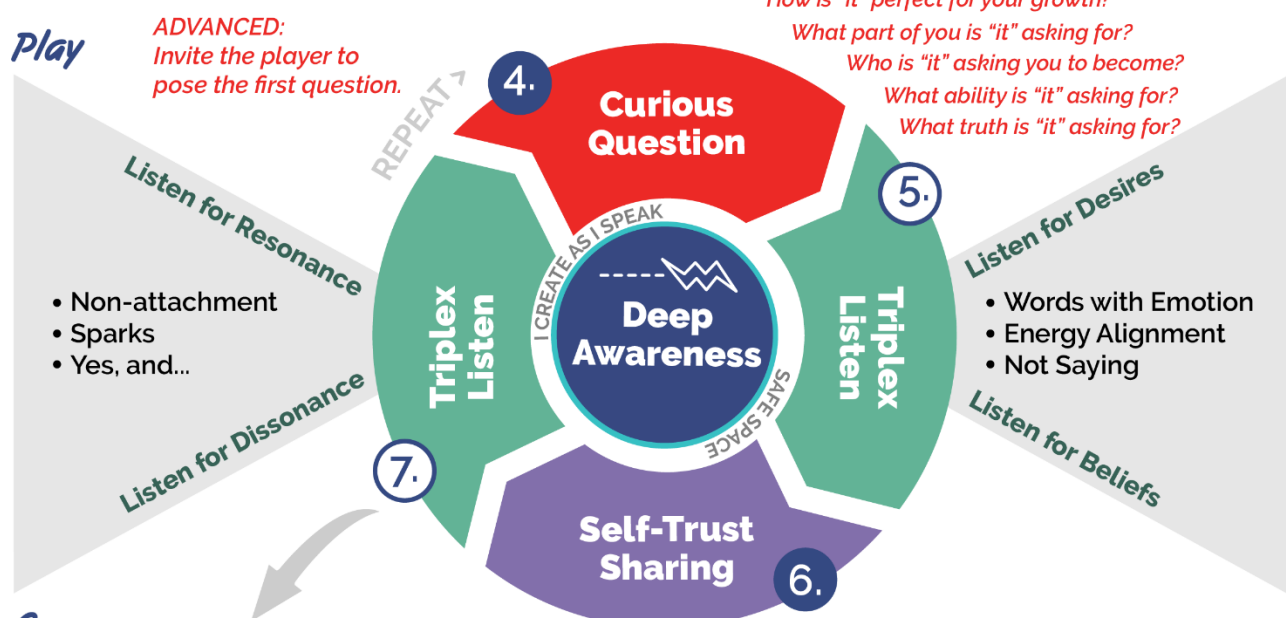 How is “it” perfect for your growth?
Play
ADVANCED:
Invite the player to
pose the first question.
What part of you is “it” asking for?
Who is “it” asking you to become?
What ability is “it” asking for?
What truth is “it” asking for?
REPEAT >
4.
Curious
Question
5.
Listen for Resonance
• Non-attachment
• Sparks
• Yes, and...
Listen for Dissonance
Triplex
Listen
I CREATE AS I SPEAK
Deep
Awareness
SAFE SPACE
Triplex
Listen
Listen for Desires
• Words with Emotion
• Energy Alignment
• Not Saying
Listen for Beliefs
7.
Self-Trust
Sharing
6.